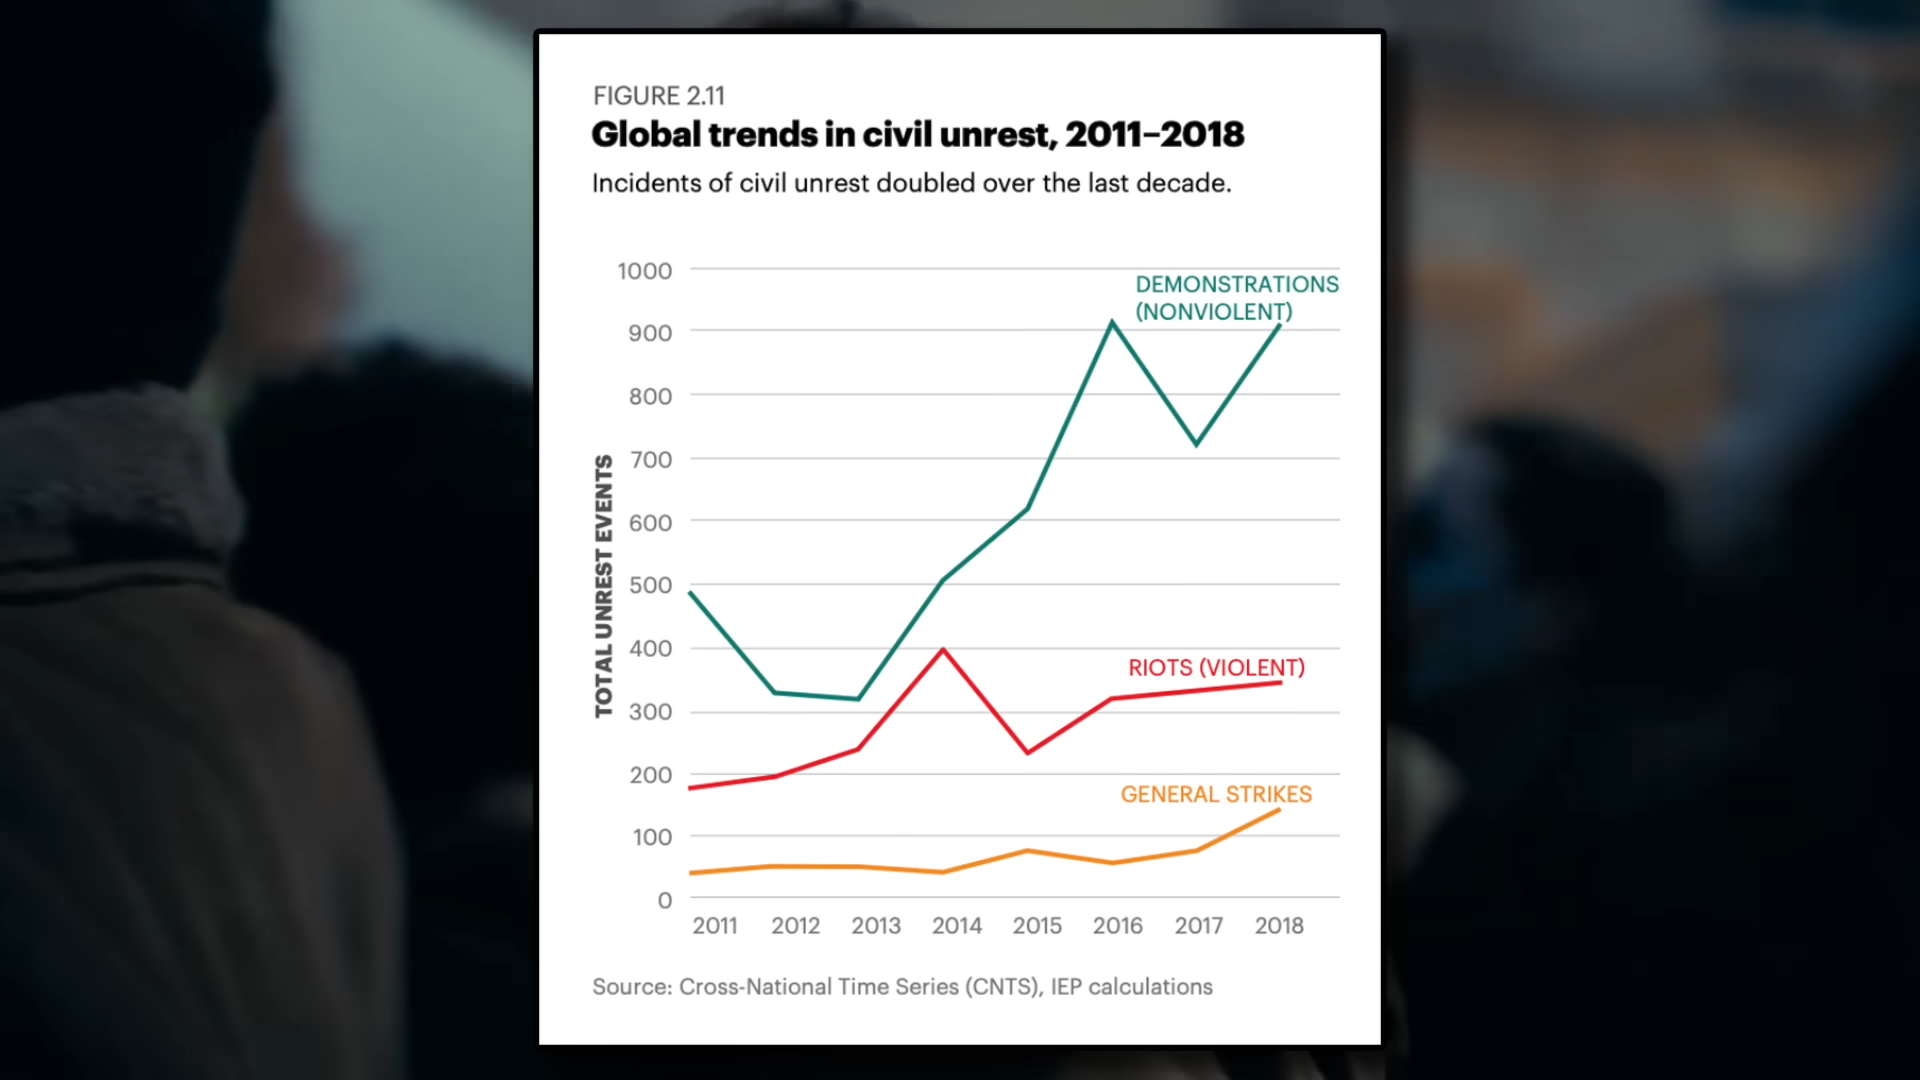 FIGURE 2.11
Global trends in civil unrest, 2011–2018
Incidents of civil unrest doubled over the last decade.
TOTAL UNREST EVENTS
1000
900
800
700
600
500
400
300
200
100
0
DEMONSTRATIONS
(NONVIOLENT)
RIOTS (VIOLENT)
GENERAL STRIKES
2011 2012 2013 2014 2015 2016 2017 2018
Source: Cross-National Time Series (CNTS), IEP calculations